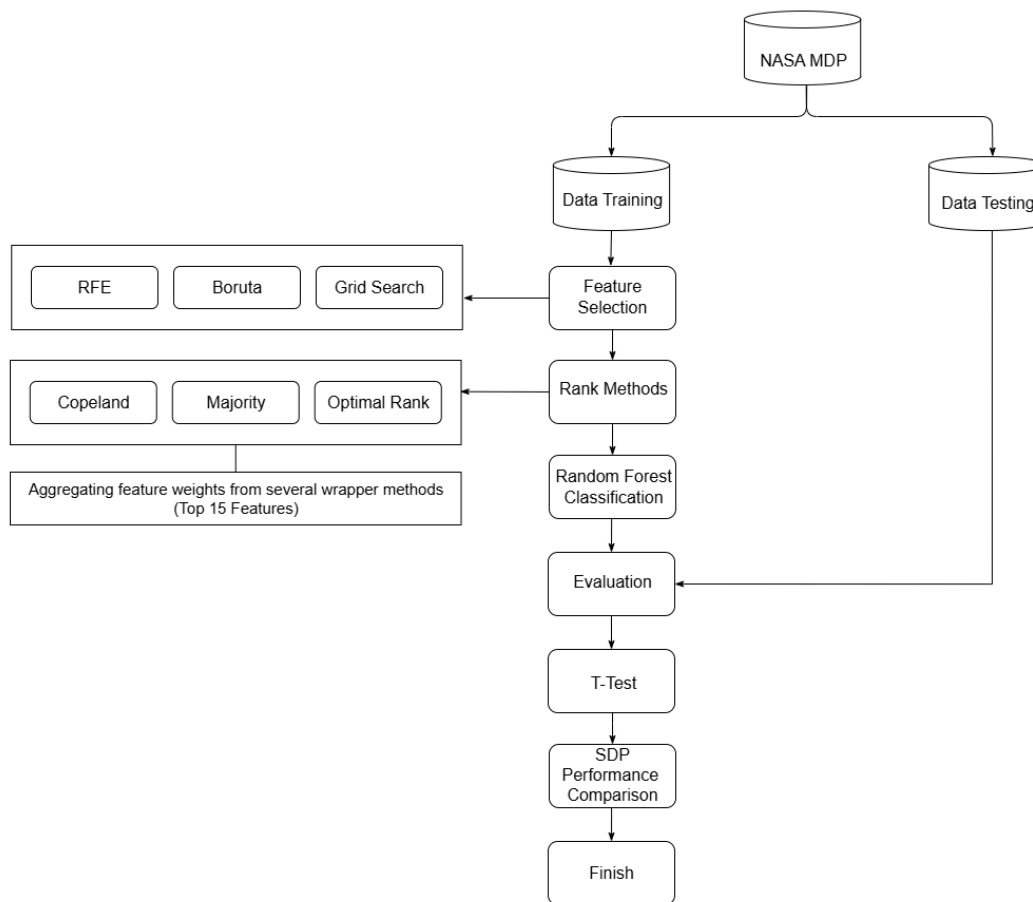 NASA MDP
Data Training
Data Testing
RFE
Boruta
Grid Search
Feature
Selection
Copeland
Majority
Optimal Rank
Rank Methods
Aggregating feature weights from several wrapper methods
(Top 15 Features)
Random Forest
Classification
Evaluation
T-Test
SDP
Performance
Comparison
Finish